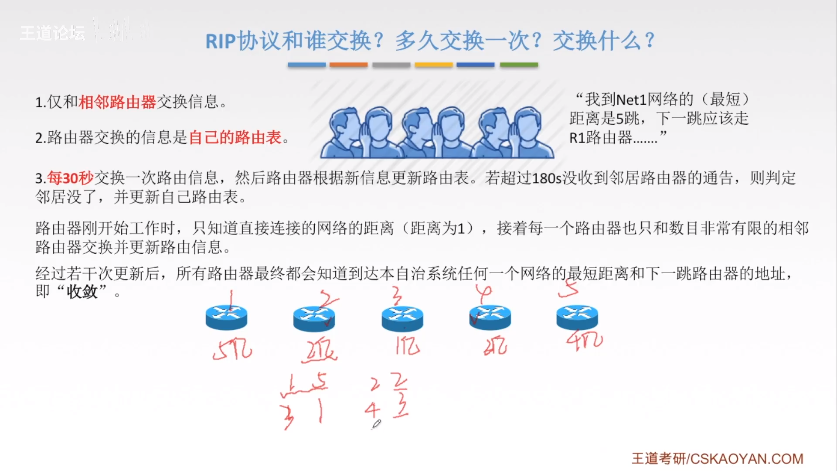 王道论坛
RIP协议和谁交换？多久交换一次？交换什么？
1.仅和相邻路由器交换信息。
2.路由器交换的信息是自己的路由表。
“我到Net1网络的（最短）
距离是5跳，下一跳应该走
R1路由器.......”
3.每30秒交换一次路由信息，然后路由器根据新信息更新路由表。若超过180s没收到邻居路由器的通告，则判定
邻居没了，并更新自己路由表。
路由器刚开始工作时，只知道直接连接的网络的距离（距离为1），接着每一个路由器也只和数目非常有限的相邻
路由器交换并更新路由信息。
经过若干次更新后，所有路由器最终都会知道到达本自治系统任何一个网络的最短距离和下一跳路由器的地址，
即“收敛”。
1 2 3 4 5
5亿 2亿 1亿 2亿 4亿
1 5 2 2
3 1 4 3
王道考研/CSKAOYAN.COM